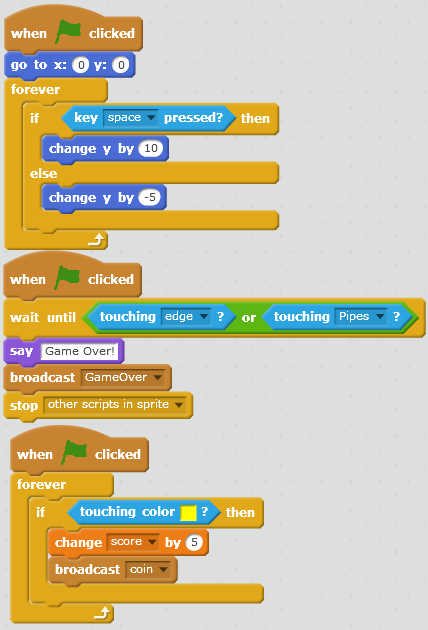 when clicked
go to x: 0 y: 0
forever
if key space pressed? then
change y by 10
else
change y by -5
when clicked
wait until touching edge ? or touching Pipes ?
say Game Over!
broadcast GameOver
stop other scripts in sprite
when clicked
forever
if touching color ? then
change score by 5
broadcast coin